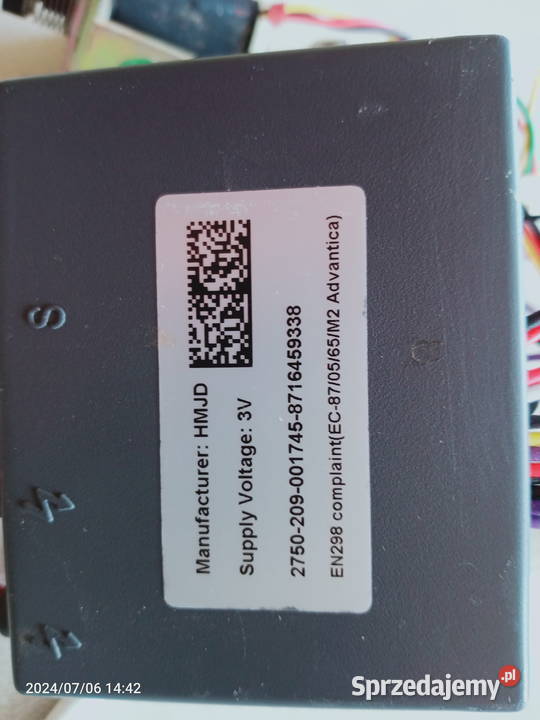 Manufacturer: HMJD
Supply Voltage: 3V
2750-209-001745-8716459338
EN298 complaint(EC-87/05/65/M2 Advantica)
S
2024/07/06 14:42
Sprzedajemy.pl